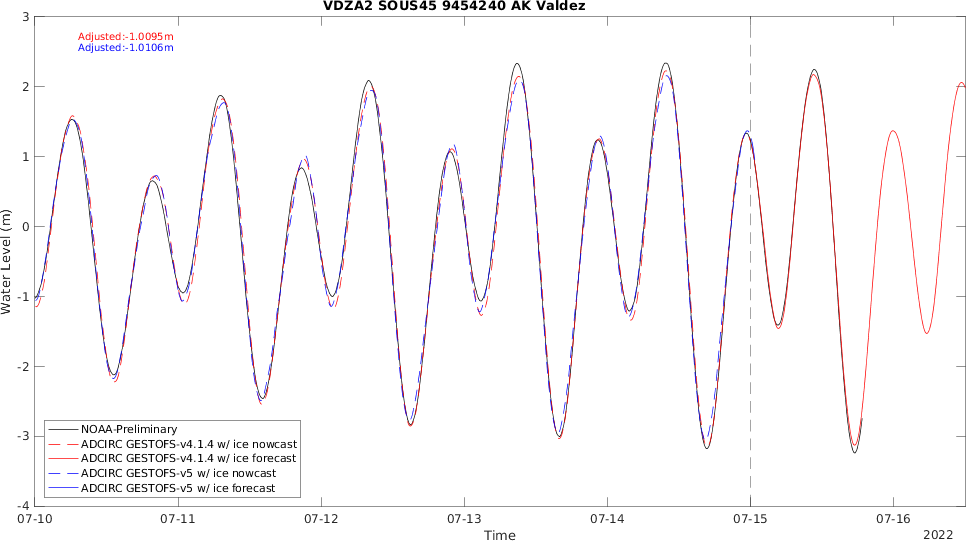 VDZA2 SOUS45 9454240 AK Valdez
3
Adjusted:-1.0095m
Adjusted:-1.0106m
2
1
0
Water Level (m)
-1
-2
-3
NOAA-Preliminary
ADCIRC GESTOFS-v4.1.4 w/ ice nowcast
ADCIRC GESTOFS-v4.1.4 w/ ice forecast
ADCIRC GESTOFS-v5 w/ ice nowcast
ADCIRC GESTOFS-v5 w/ ice forecast
-4
07-10 07-11 07-12 07-13 07-14 07-15 07-16
Time
2022